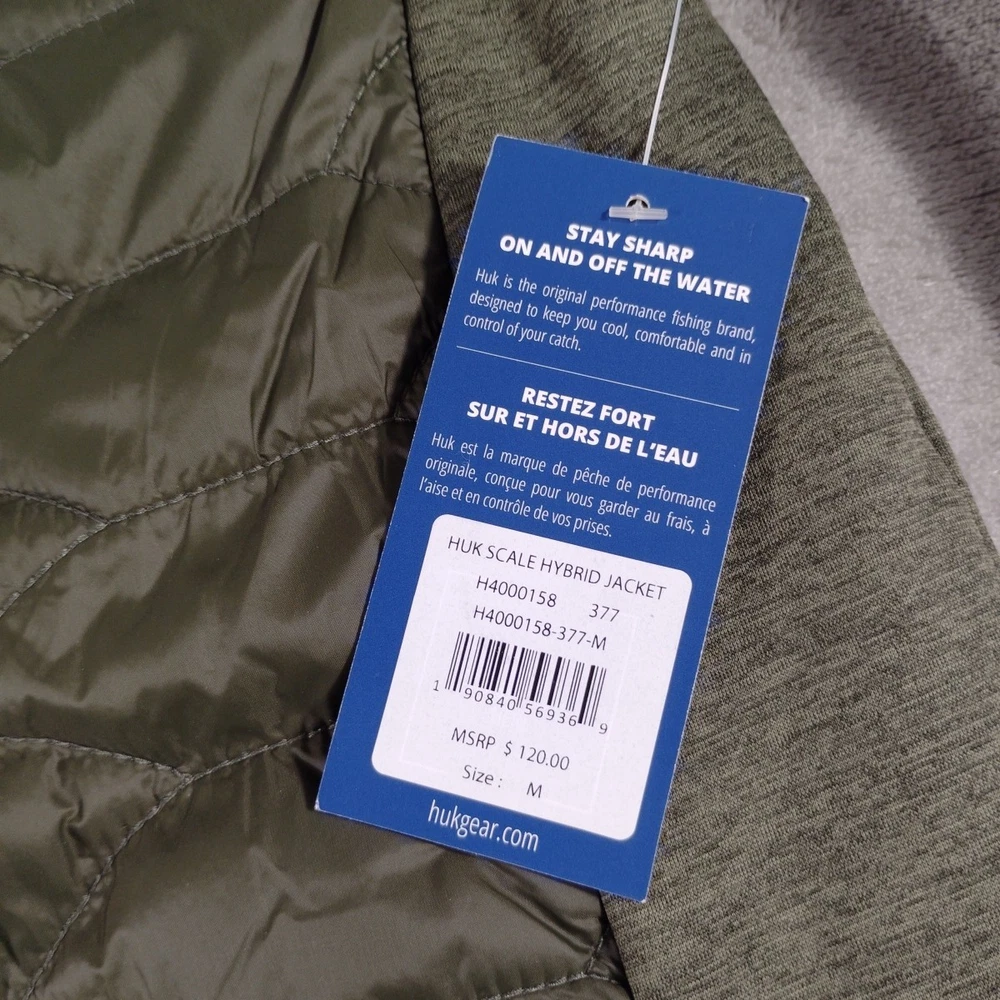 STAY SHARP
ON AND OFF THE WATER
Huk is the original performance fishing brand,
designed to keep you cool, comfortable and in
control of your catch.
RESTEZ FORT
SUR ET HORS DE L'EAU
Huk est la marque de pêche de performance
originale, conçue pour vous garder au frais, à
l'aise et en contrôle de vos prises.
HUK SCALE HYBRID JACKET
H4000158 377
H4000158-377-M
1 90840 56936 9
MSRP $ 120.00
Size : M
hukgear.com